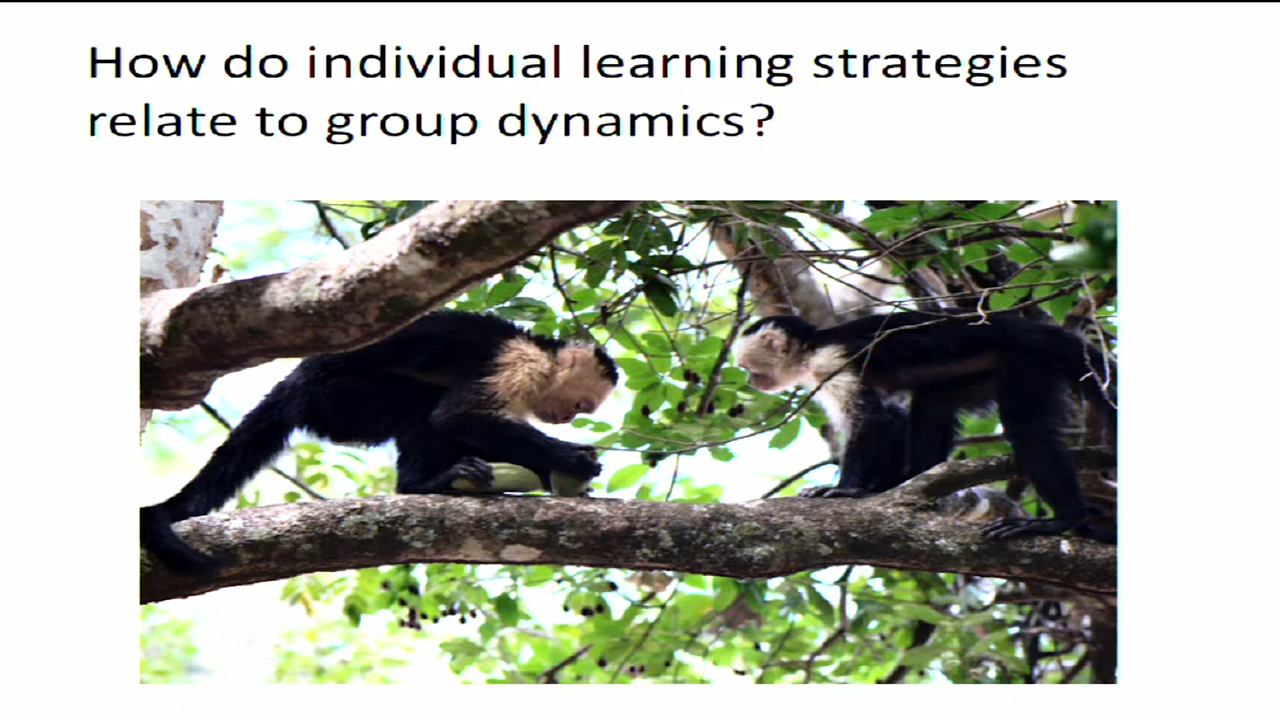 How do individual learning strategies
relate to group dynamics?